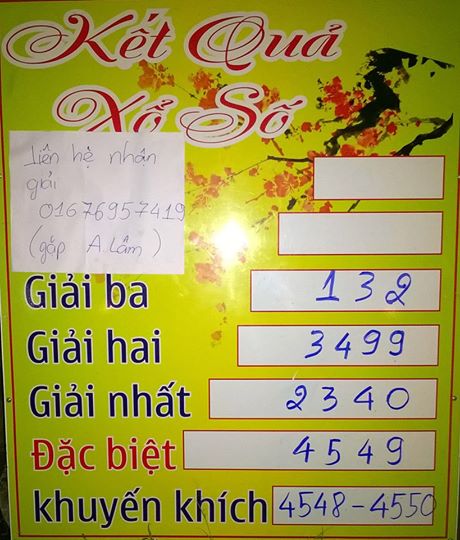 Kết Quả
Xổ Số
Liên hệ nhân
giải
01676957419
(gặp A. Lâm)
Giải ba 132
Giải hai 3499
Giải nhất 2340
Đặc biệt 4549
khuyến khích 4548-4550